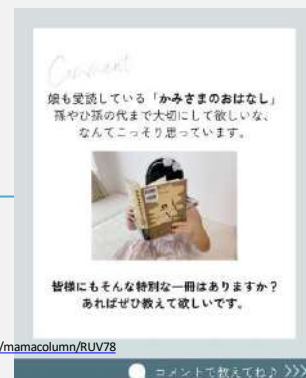 Comment
娘も愛読している「かみさまのおはなし」
孫やひ孫の代まで大切にして欲しいな、
なんてこっそり思っています。
皆様にもそんな特別な一冊はありますか？
あればぜひ教えて欲しいです。
/mamacolumn/RUV78
コメントで教えてね♪ >>>